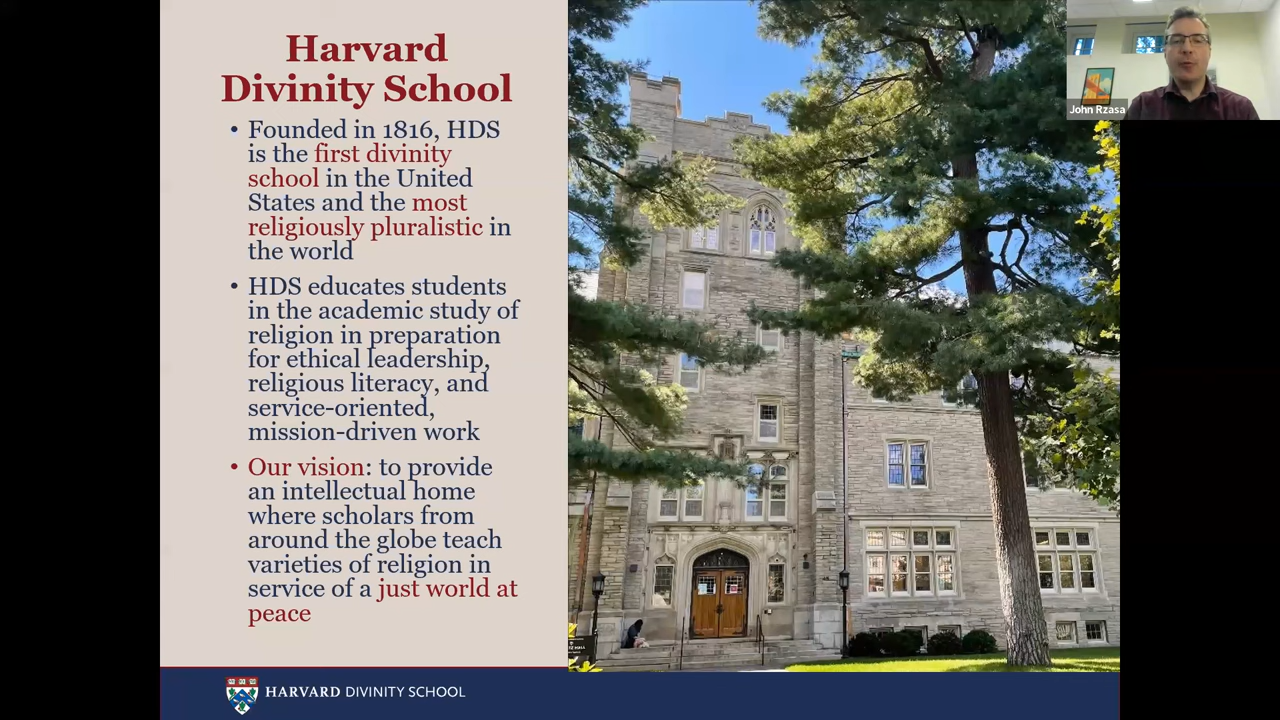 Harvard
Divinity School
• Founded in 1816, HDS
is the first divinity
school in the United
States and the most
religiously pluralistic in
the world
• HDS educates students
in the academic study of
religion in preparation
for ethical leadership,
religious literacy, and
service-oriented,
mission-driven work
• Our vision: to provide
an intellectual home
where scholars from
around the globe teach
varieties of religion in
service of a just world at
peace
HARVARD DIVINITY SCHOOL
John Rzasa